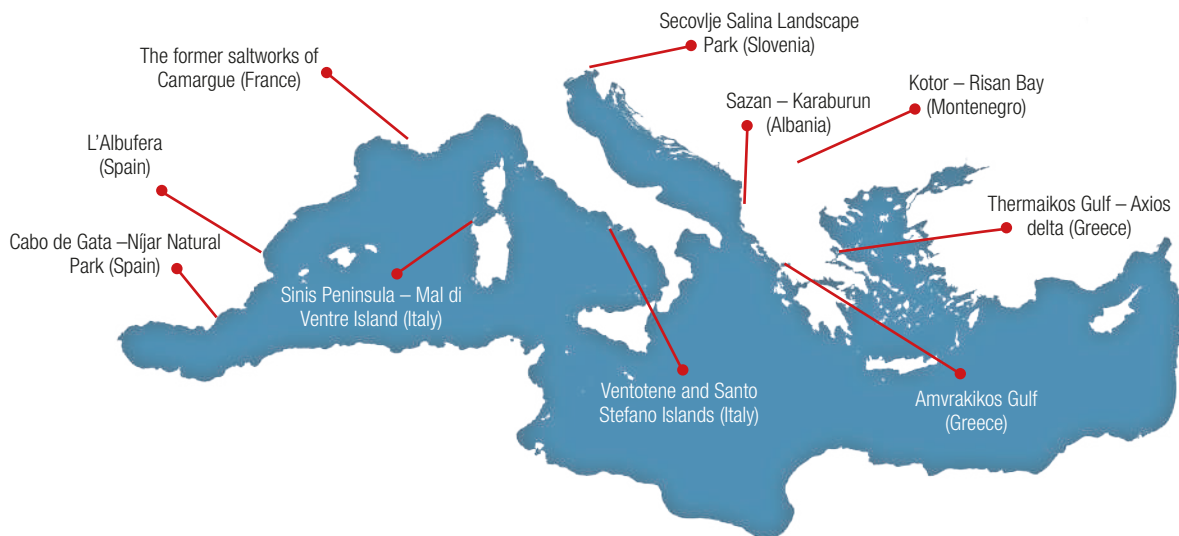 Secovlje Salina Landscape
Park (Slovenia)
The former saltworks of
Camargue (France)
Kotor – Risan Bay
(Montenegro)
Sazan – Karaburun
(Albania)
L’Albufera
(Spain)
Thermaikos Gulf – Axios
delta (Greece)
Cabo de Gata –Níjar Natural
Park (Spain)
Sinis Peninsula – Mal di
Ventre Island (Italy)
Ventotene and Santo
Stefano Islands (Italy)
Amvrakikos Gulf
(Greece)